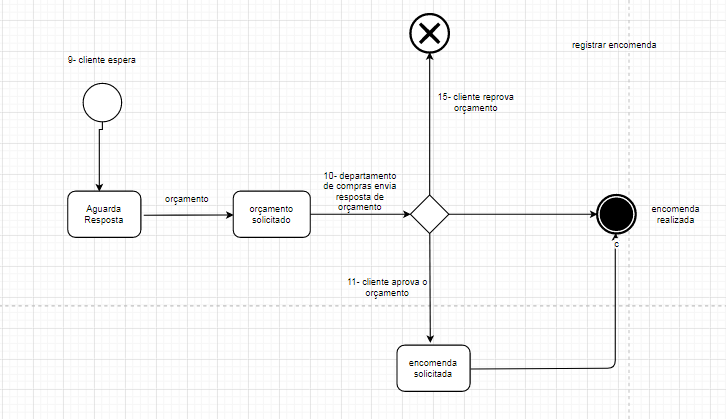 registrar encomenda
9- cliente espera
15- cliente reprova
orçamento
10- departamento
de compras envia
resposta de
orçamento
orçamento
Aguarda
Resposta
orçamento
solicitado
encomenda
realizada
c
11- cliente aprova o
orçamento
encomenda
solicitada